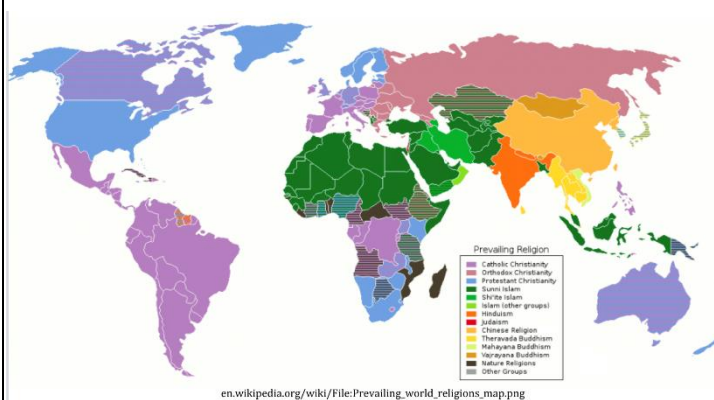 Prevailing Religion
Catholic Christianity
Orthodox Christianity
Protestant Christianity
Sunni Islam
Shi'ite Islam
Islam (other groups)
Hinduism
Judaism
Chinese Religion
Theravada Buddhism
Mahayana Buddhism
Vajrayana Buddhism
Nature Religions
Other Groups
en.wikipedia.org/wiki/File:Prevailing_world_religions_map.png